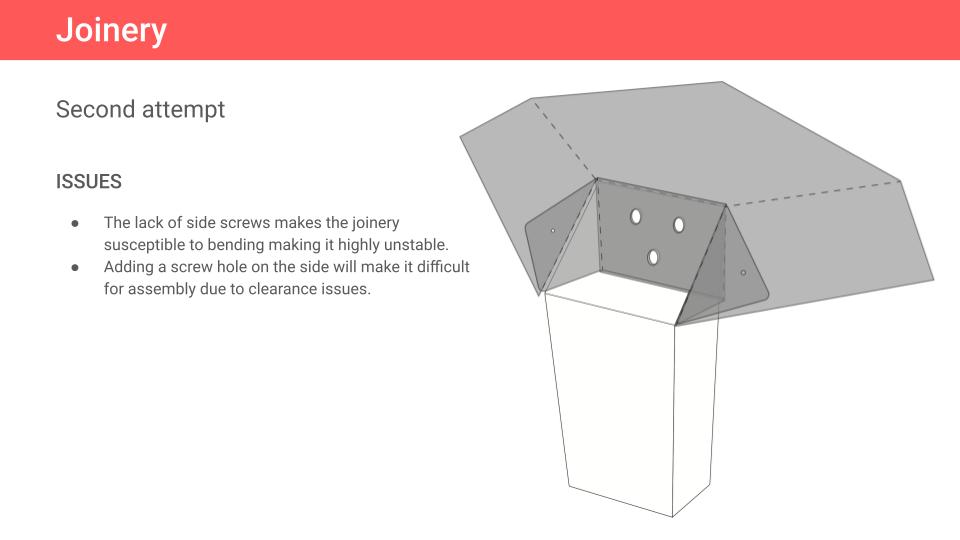 Joinery
Second attempt
ISSUES
● The lack of side screws makes the joinery
susceptible to bending making it highly unstable.
● Adding a screw hole on the side will make it difficult
for assembly due to clearance issues.